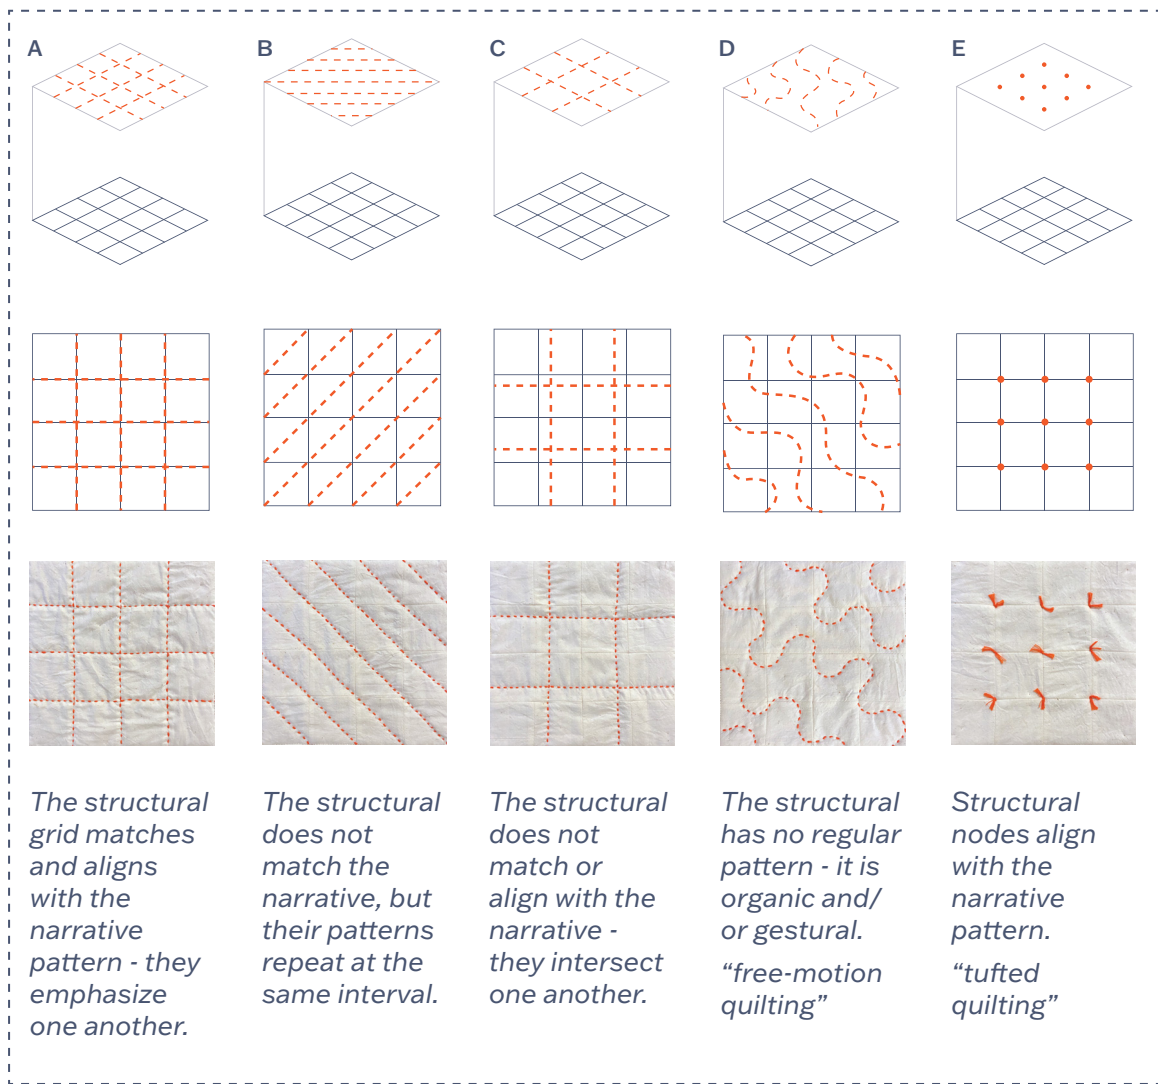 A
B
C
D
E
The structural
grid matches
and aligns
with the
narrative
pattern - they
emphasize
one another.
The structural
does not
match the
narrative, but
their patterns
repeat at the
same interval.
The structural
does not
match or
align with the
narrative -
they intersect
one another.
The structural
has no regular
pattern - it is
organic and/
or gestural.
“free-motion
quilting”
Structural
nodes align
with the
narrative
pattern.
“tufted
quilting”